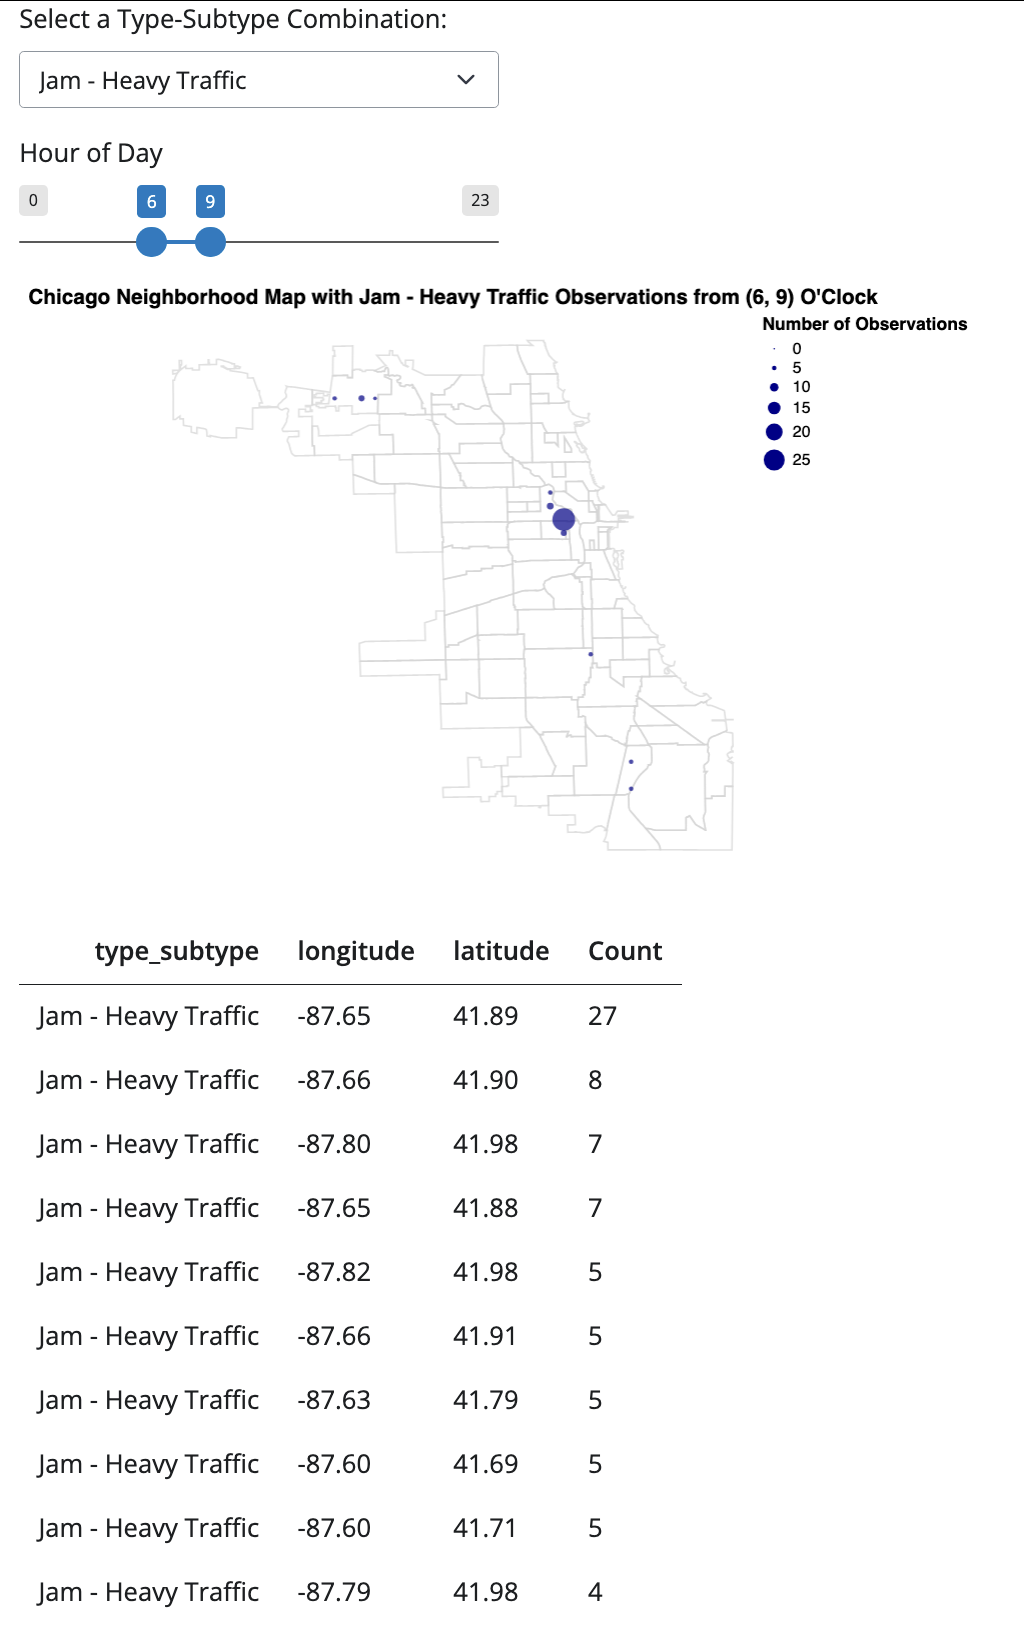 Select a Type-Subtype Combination:
Jam - Heavy Traffic
Hour of Day
0 6 9 23
Chicago Neighborhood Map with Jam - Heavy Traffic Observations from (6, 9) O'Clock
Number of Observations
0
5
10
15
20
25
type_subtype longitude latitude Count
Jam - Heavy Traffic -87.65 41.89 27
Jam - Heavy Traffic -87.66 41.90 8
Jam - Heavy Traffic -87.80 41.98 7
Jam - Heavy Traffic -87.65 41.88 7
Jam - Heavy Traffic -87.82 41.98 5
Jam - Heavy Traffic -87.66 41.91 5
Jam - Heavy Traffic -87.63 41.79 5
Jam - Heavy Traffic -87.60 41.69 5
Jam - Heavy Traffic -87.60 41.71 5
Jam - Heavy Traffic -87.79 41.98 4